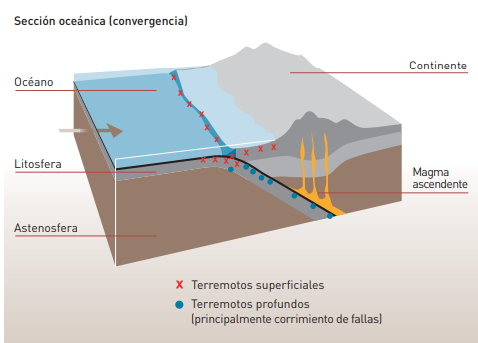 Sección oceánica (convergencia)
Continente
Océano
Litosfera
Magma
ascendente
Astenosfera
x Terremotos superficiales
Terremotos profundos
(principalmente corrimiento de fallas)